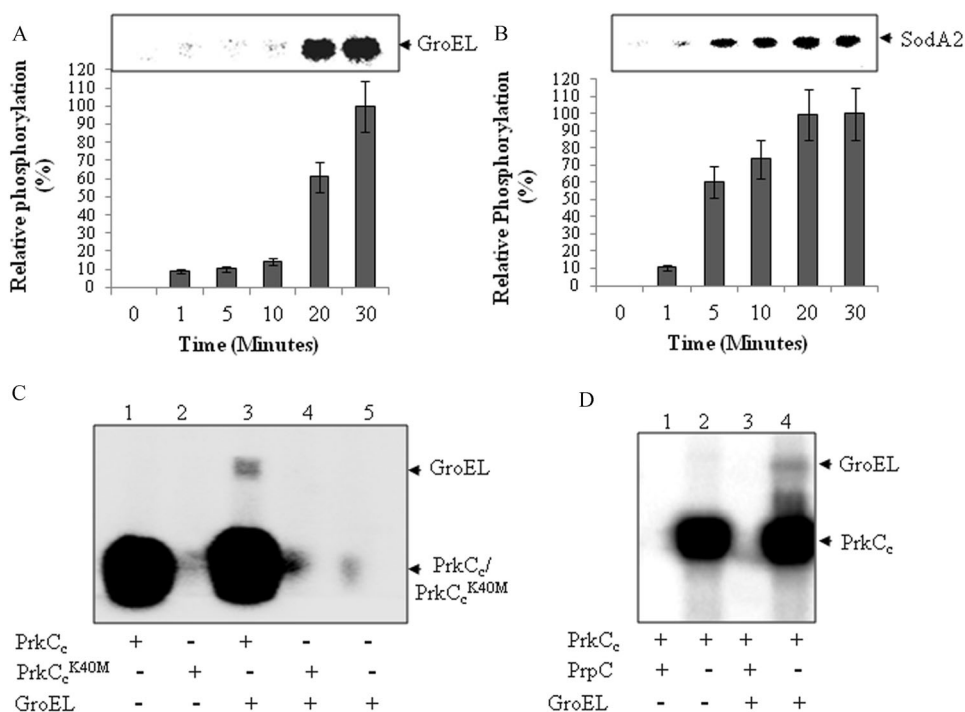 A
GroEL
120
110
100
90
80
70
60
50
40
30
20
10
0
Relative phosphorylation
(%)
0 1 5 10 20 30
Time (Minutes)
B
SodA2
120
110
100
90
80
70
60
50
40
30
20
10
0
Relative Phosphorylation
(%)
0 1 5 10 20 30
Time (Minutes)
C
1 2 3 4 5
GroEL
PrkCc/
PrkCcK40M
PrkCc + - + - -
PrkCcK40M - + - + -
GroEL - - + + +
D
1 2 3 4
GroEL
PrkCc
PrkCc + + + +
PrpC + - + -
GroEL - - + +